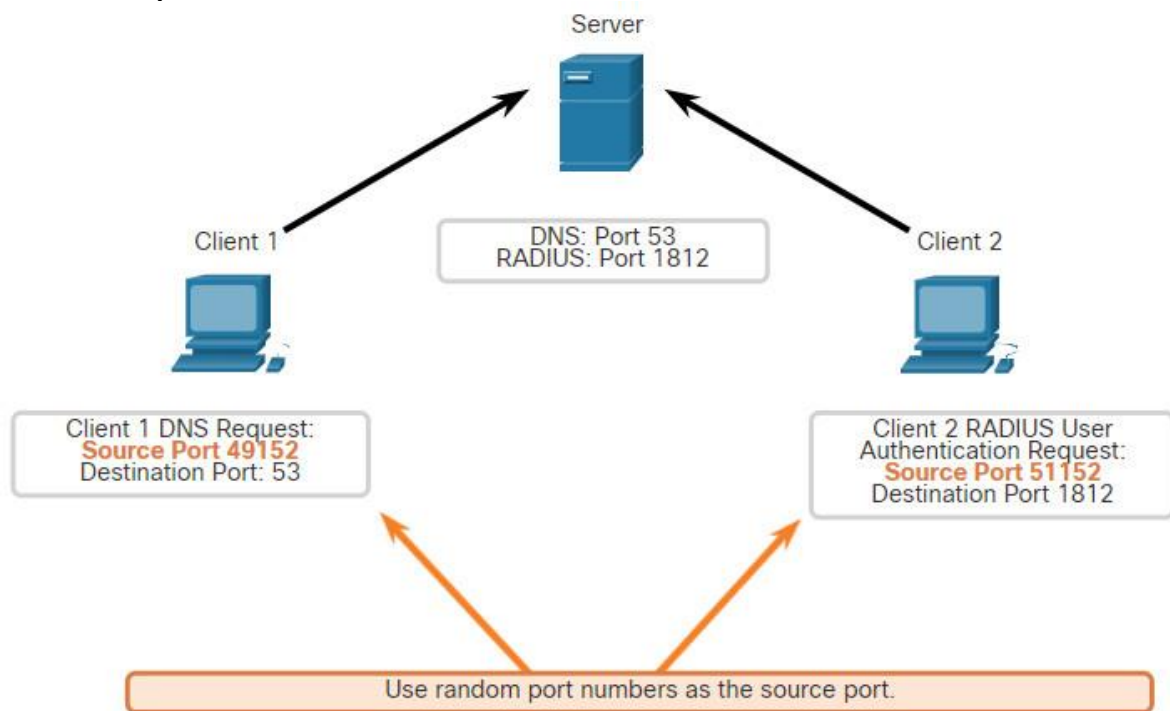 Server
Client 1
DNS: Port 53
RADIUS: Port 1812
Client 2
Client 1 DNS Request:
Source Port 49152
Destination Port: 53
Client 2 RADIUS User
Authentication Request:
Source Port 51152
Destination Port 1812
Use random port numbers as the source port.